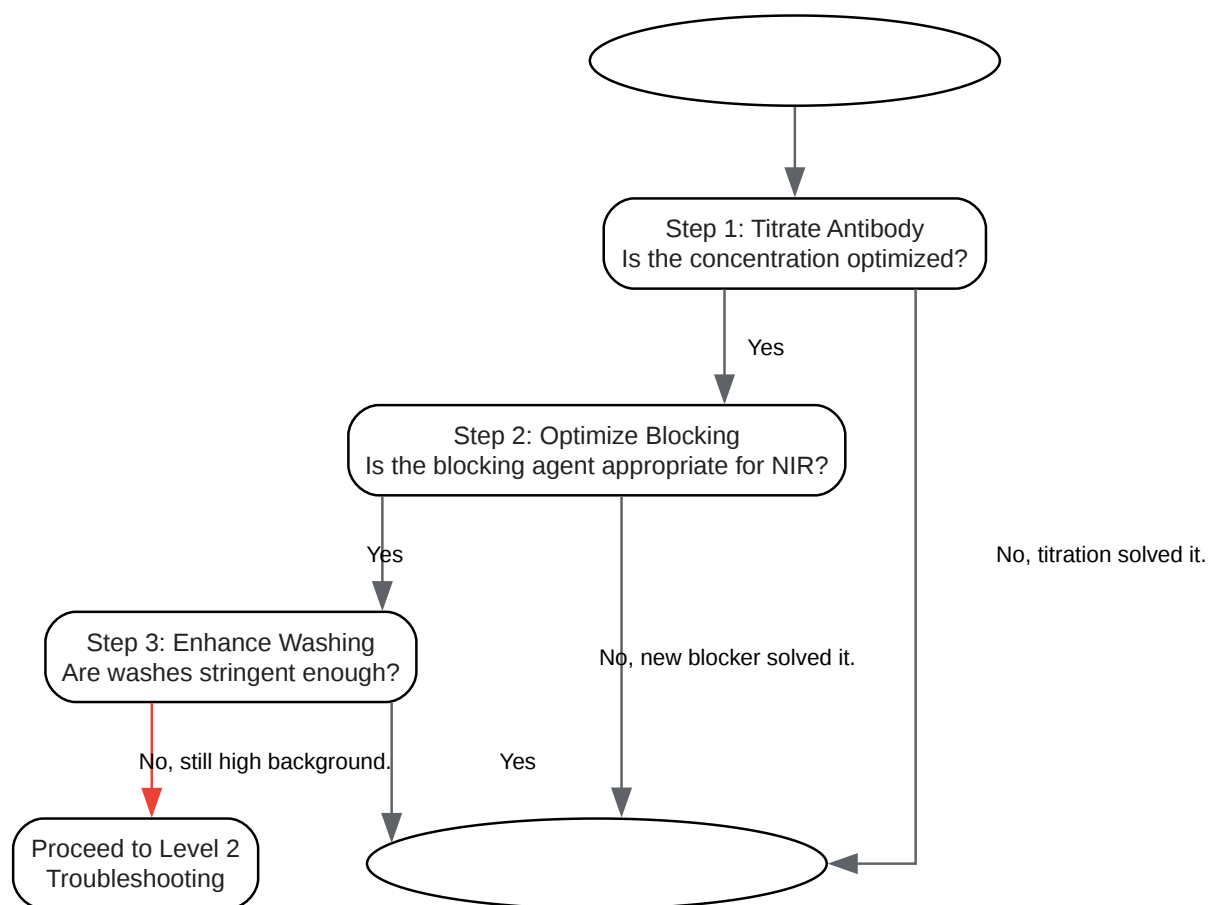 Step 1: Titrate Antibody
Is the concentration optimized?
Yes
Step 2: Optimize Blocking
Is the blocking agent appropriate for NIR?
Yes
No, titration solved it.
Step 3: Enhance Washing
Are washes stringent enough?
No, new blocker solved it.
No, still high background.
Yes
Proceed to Level 2
Troubleshooting